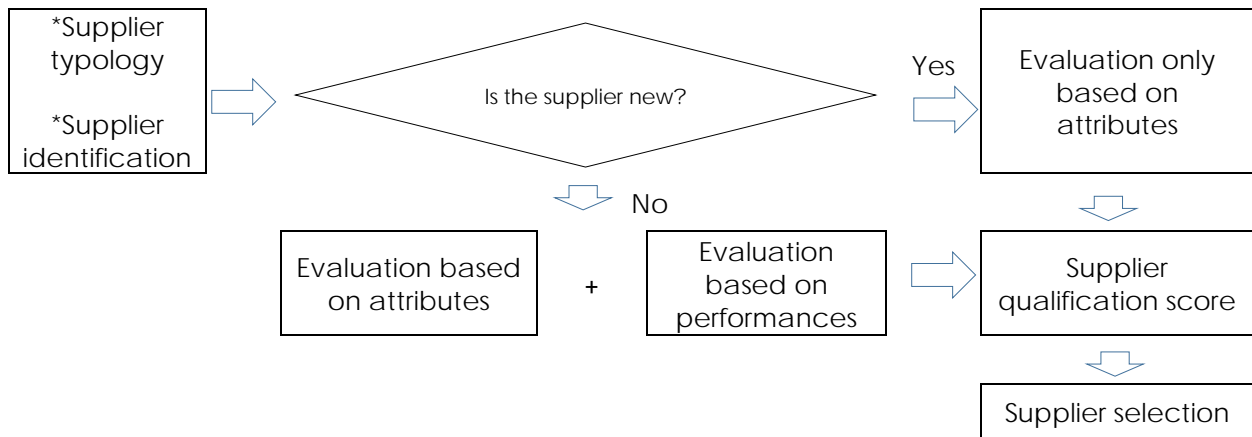 *Supplier
typology
*Supplier
identification
Is the supplier new?
Yes
Evaluation only
based on
attributes
No
Evaluation based
on attributes
+
Evaluation
based on
performances
Supplier
qualification score
Supplier selection